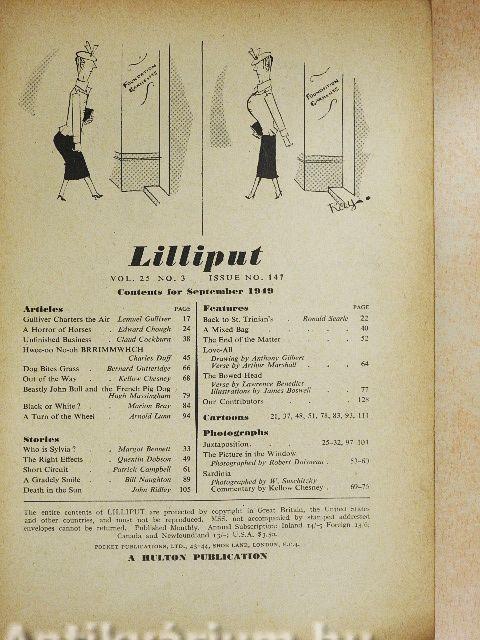 FOUNDATION
GARMENTS
FOUNDATION
GARMENTS
Lilliput
VOL. 25 NO. 3 ISSUE NO. 147
Contents for September 1949
Articles PAGE
Gulliver Charters the Air Lemuel Gulliver 17
A Horror of Horses . Edward Chough 24
Unfinished Business . Claud Cockburn 38
Hwee-oo No-oh BRRIMMWHCH
Charles Duff 45
Dog Bites Grass . Bernard Gutteridge 66
Out of the Way . . Kellow Chesney 68
Beastly John Bull and the French Pig Dog
Hugh Massingham 79
Black or White? . Marion Bray 84
A Turn of the Wheel . Arnold Lunn 94
Stories
Who is Sylvia? . Margot Bennett 33
The Right Effects . Quentin Dobson 49
Short Circuit . Patrick Campbell 61
A Gradely Smile . Bill Naughton 89
Death in the Sun . John Ridley 105
Features PAGE
Back to St. Trinian's . Ronald Searle 22
A Mixed Bag . . . . . 40
The End of the Matter . . . . 52
Love-All
Drawing by Anthony Gilbert
Verse by Arthur Marshall . . 64
The Bowed Head
Verse by Lawrence Benedict
Illustrations by James Boswell . . 77
Our Contributors . . . . 128
Cartoons 21, 37, 48, 51, 78, 83, 93, 111
Photographs
Juxtaposition. . . . 25-32, 97-104
The Picture in the Window
Photographed by Robert Doisneau . 53-60
Sardinia
Photographed by W. Suschitzky
Commentary by Kellow Chesney . 69-76
The entire contents of LILLIPUT are protected by copyright in Great Britain, the United States
and other countries, and must not be reproduced. MSS. not accompanied by stamped addressed
envelopes cannot be returned. Published Monthly. Annual Subscription: Inland 14/-; Foreign 13/6;
Canada and Newfoundland 13/-; U.S.A. $3.50.
POCKET PUBLICATIONS, LTD., 43-44, SHOE LANE, LONDON, E.C.4.
A HULTON PUBLICATION
Antikvárium.hu